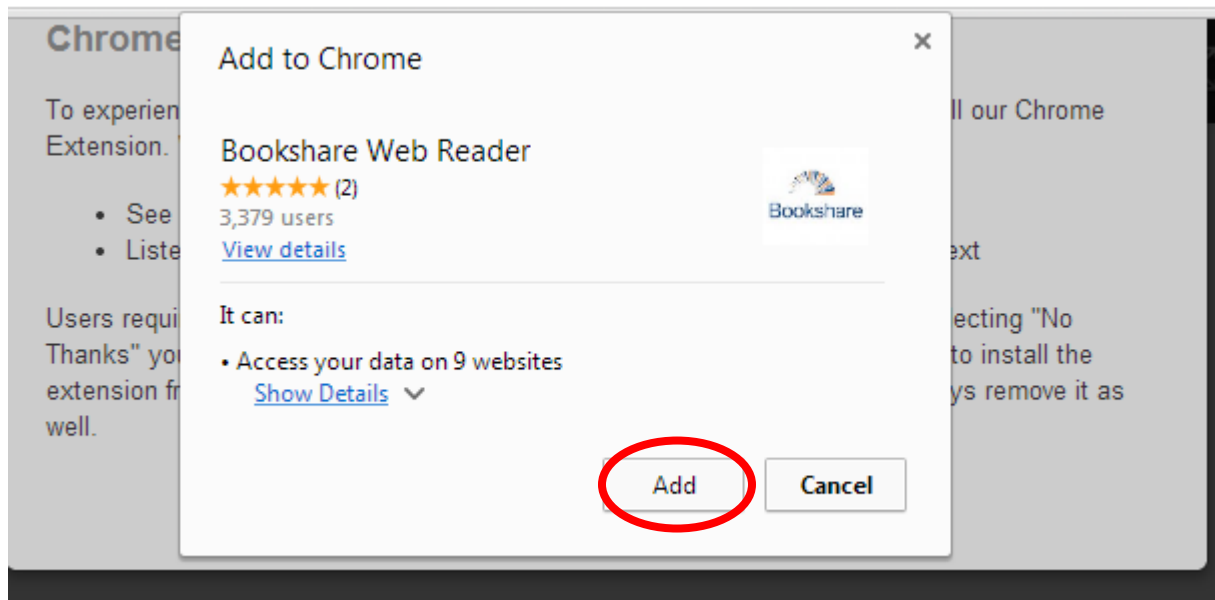 Chrome
To experien
ll our Chrome
Extension.
• See
• Liste
ext
Users requi
ecting "No
Thanks" you
to install the
extension fr
ys remove it as
well.
Add to Chrome
×
Bookshare Web Reader
★★★★★ (2)
3,379 users
View details
Bookshare
It can:
• Access your data on 9 websites
Show Details
Add
Cancel